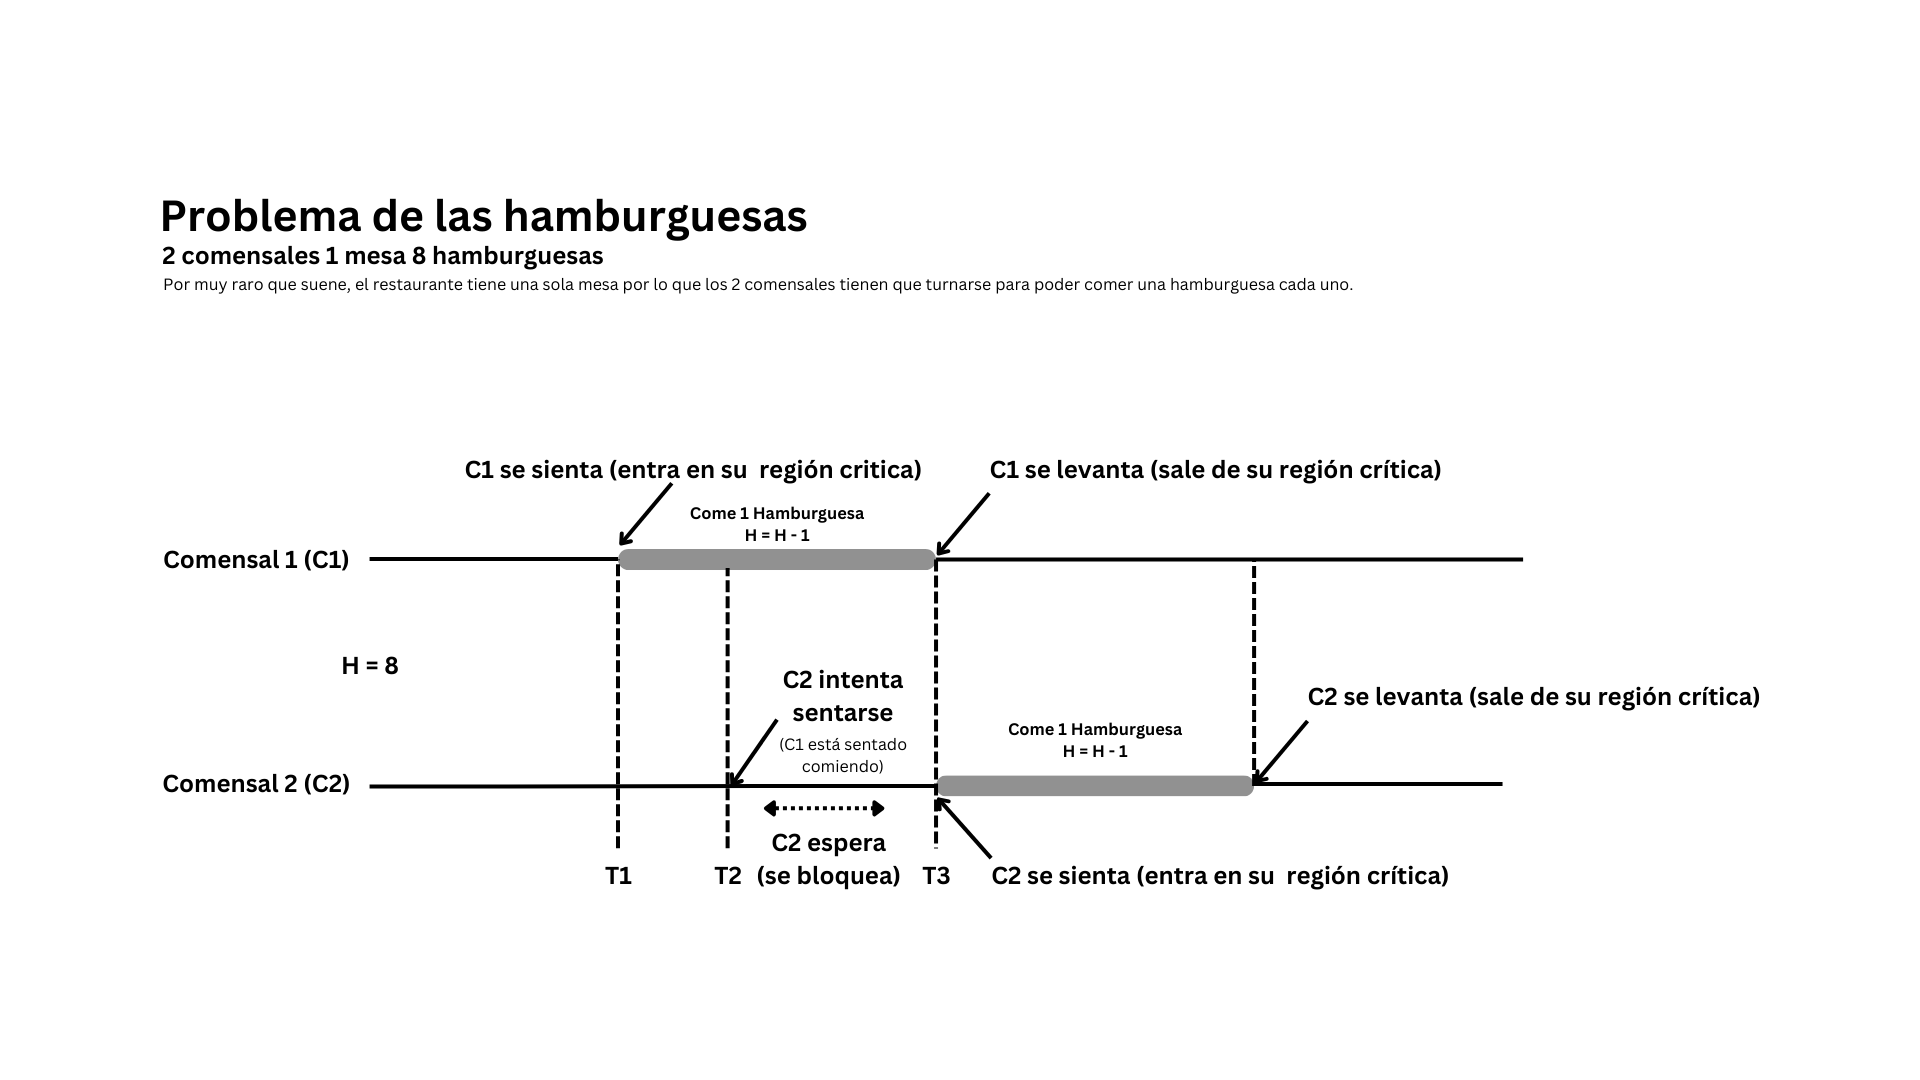 Problema de las hamburguesas
2 comensales 1 mesa 8 hamburguesas
Por muy raro que suene, el restaurante tiene una sola mesa por lo que los 2 comensales tienen que turnarse para poder comer una hamburguesa cada uno.
C1 se sienta (entra en su región critica)
C1 se levanta (sale de su región crítica)
Come 1 Hamburguesa
H = H - 1
Comensal 1 (C1)
H = 8
C2 intenta
sentarse
(C1 está sentado
comiendo)
C2 se levanta (sale de su región crítica)
Come 1 Hamburguesa
H = H - 1
Comensal 2 (C2)
C2 espera
(se bloquea)
T1
T2
T3
C2 se sienta (entra en su región crítica)